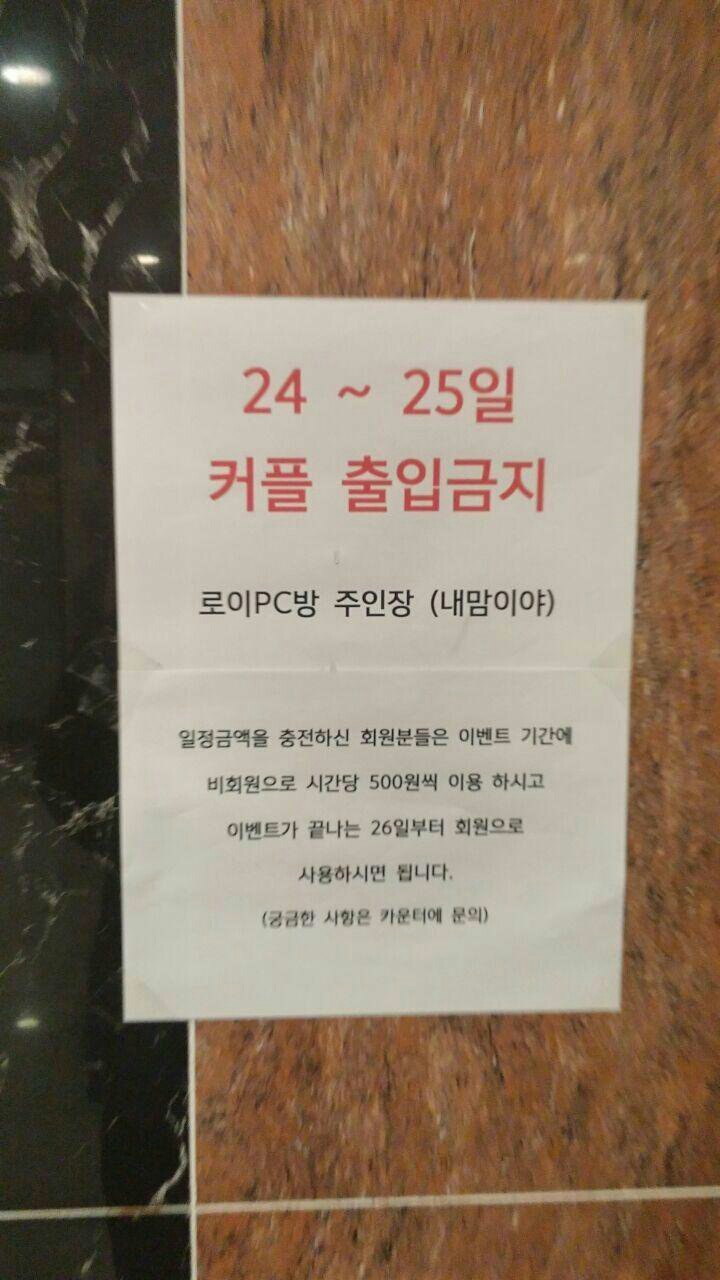 24 ~ 25일
커플 출입금지
로이PC방 주인장 (내맘이야)
일정금액을 충전하신 회원분들은 이벤트 기간에
비회원으로 시간당 500원씩 이용 하시고
이벤트가 끝나는 26일부터 회원으로
사용하시면 됩니다.
(궁금한 사항은 카운터에 문의)